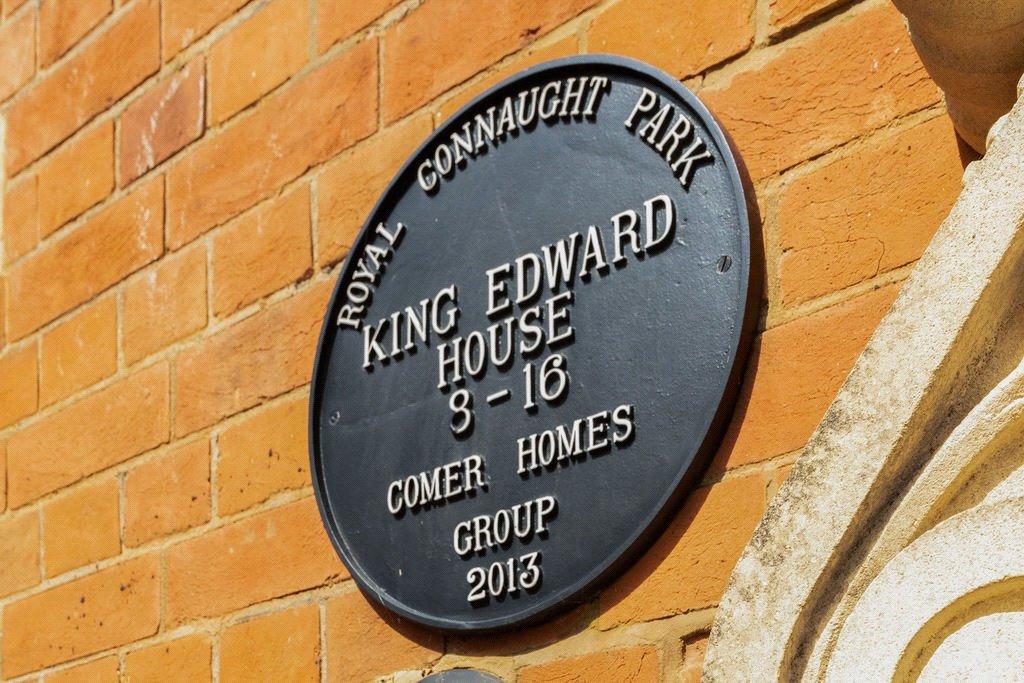 ROYAL CONNAUGHT PARK
KING EDWARD
HOUSE
8 - 16
COMER HOMES
GROUP
2013